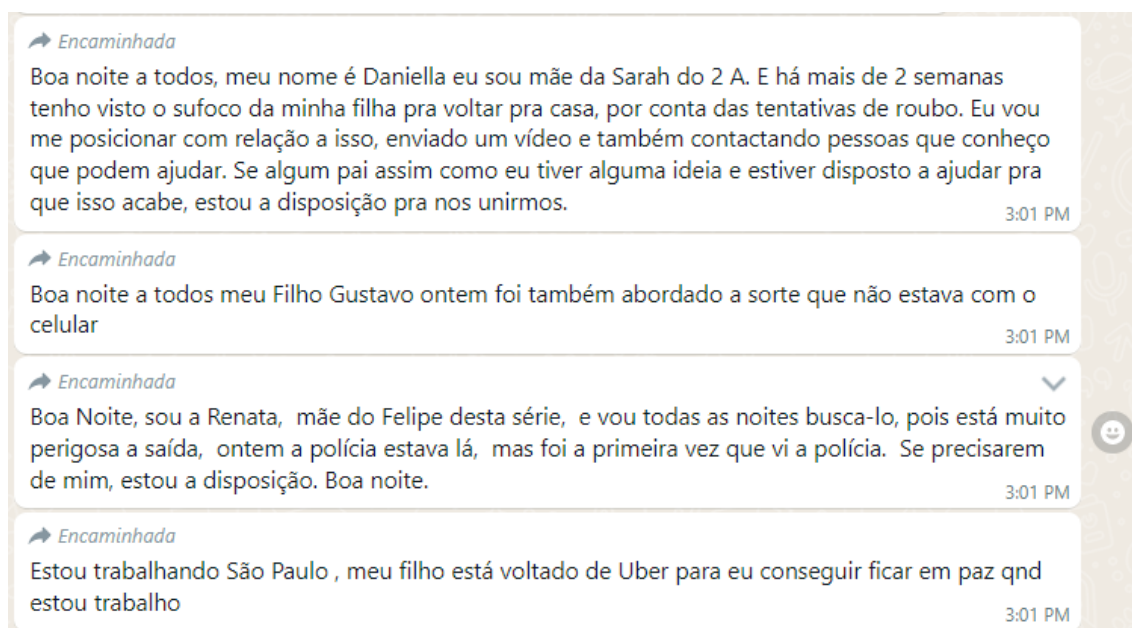 Encaminhada
Boa noite a todos, meu nome é Daniella eu sou mãe da Sarah do 2 A. E há mais de 2 semanas
tenho visto o sufoco da minha filha pra voltar pra casa, por conta das tentativas de roubo. Eu vou
me posicionar com relação a isso, enviado um vídeo e também contactando pessoas que conheço
que podem ajudar. Se algum pai assim como eu tiver alguma ideia e estiver disposto a ajudar pra
que isso acabe, estou a disposição pra nos unirmos.
3:01 PM
Encaminhada
Boa noite a todos meu Filho Gustavo ontem foi também abordado a sorte que não estava com o
celular
3:01 PM
Encaminhada
Boa Noite, sou a Renata, mãe do Felipe desta série, e vou todas as noites busca-lo, pois está muito
perigosa a saída, ontem a polícia estava lá, mas foi a primeira vez que vi a polícia. Se precisarem
de mim, estou a disposição. Boa noite.
3:01 PM
Encaminhada
Estou trabalhando São Paulo , meu filho está voltado de Uber para eu conseguir ficar em paz qnd
estou trabalho
3:01 PM